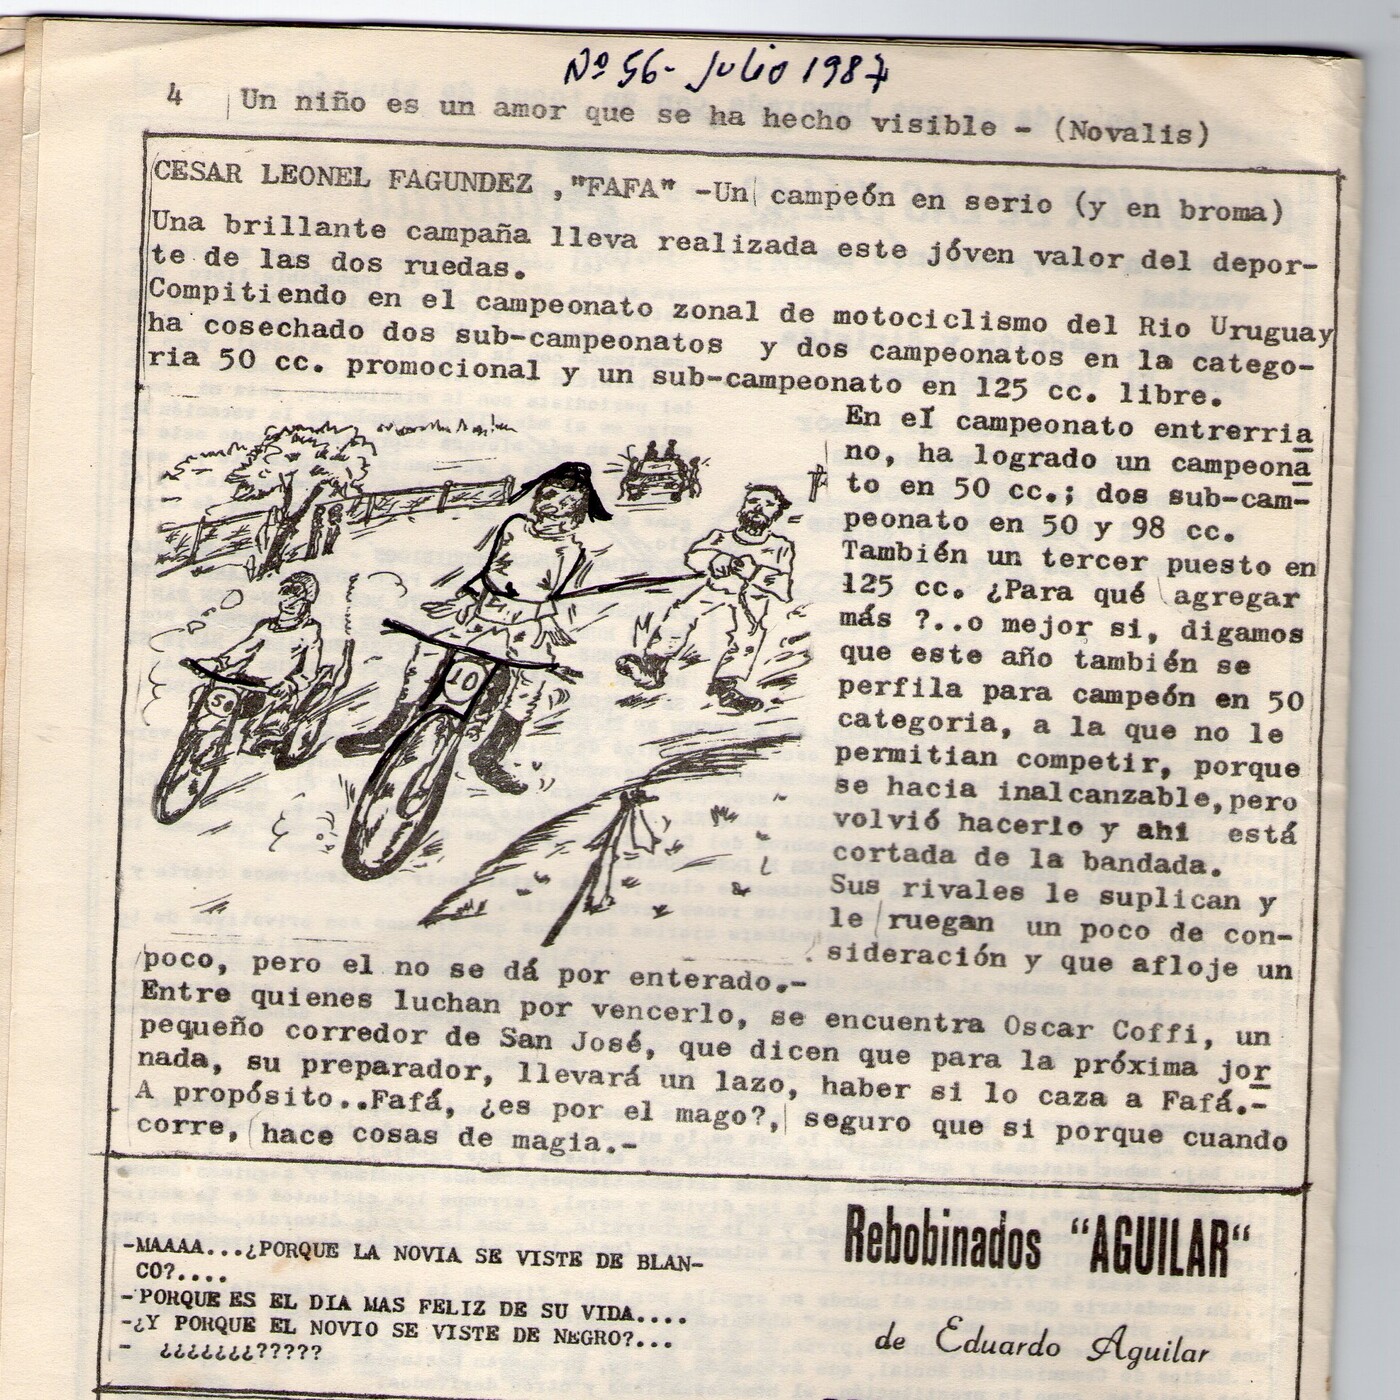 Nº 56- Julio 1987
4 Un niño es un amor que se ha hecho visible - (Novalis)
CESAR LEONEL FAGUNDEZ ,"FAFA" -Un campeón en serio (y en broma)
Una brillante campaña lleva realizada este jóven valor del depor-
te de las dos ruedas.
Compitiendo en el campeonato zonal de motociclismo del Rio Uruguay
ha cosechado dos sub-campeonatos y dos campeonatos en la catego-
ria 50 cc. promocional y un sub-campeonato en 125 cc. libre.
En el campeonato entrerria
no, ha logrado un campeona
to en 50 cc.; dos sub-cam-
peonato en 50 y 98 cc.
También un tercer puesto en
125 cc. ¿Para qué agregar
más ?..o mejor si, digamos
que este año también se
perfila para campeón en 50
categoria, a la que no le
permitian competir, porque
se hacia inalcanzable,pero
volvió hacerlo y ahi está
cortada de la bandada.
Sus rivales le suplican y
le ruegan un poco de con-
sideración y que afloje un
poco, pero el no se dá por enterado.-
Entre quienes luchan por vencerlo, se encuentra Oscar Coffi, un
pequeño corredor de San José, que dicen que para la próxima jor
nada, su preparador, llevará un lazo, haber si lo caza a Fafá.-
A propósito..Fafá, ¿es por el mago?, seguro que si porque cuando
corre, hace cosas de magia.-
50
10
-MAAAA...¿PORQUE LA NOVIA SE VISTE DE BLAN-
CO?....
-PORQUE ES EL DIA MAS FELIZ DE SU VIDA....
-¿Y PORQUE EL NOVIO SE VISTE DE NEGRO?...
- ¿¿¿¿¿¿¿?????
Rebobinados "AGUILAR"
de Eduardo Aguilar